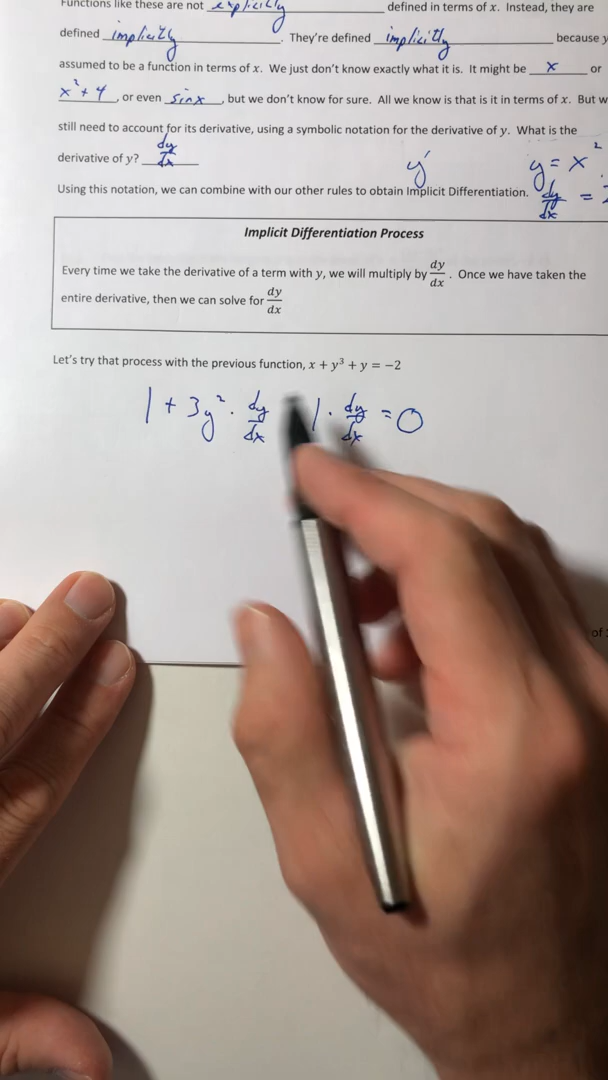 Functions like these are not explicitly defined in terms of x. Instead, they are
defined implicitly. They're defined implicitly because y
assumed to be a function in terms of x. We just don't know exactly what it is. It might be x or
x² + 4, or even sin x, but we don't know for sure. All we know is that is it in terms of x. But w
still need to account for its derivative, using a symbolic notation for the derivative of y. What is the
derivative of y? dy/dx y' y = x²
Using this notation, we can combine with our other rules to obtain Implicit Differentiation. dy/dx =
Implicit Differentiation Process
Every time we take the derivative of a term with y, we will multiply by dy/dx. Once we have taken the
entire derivative, then we can solve for dy/dx
Let's try that process with the previous function, x + y³ + y = −2
1 + 3y² · dy/dx 1 · dy/dx = 0
of